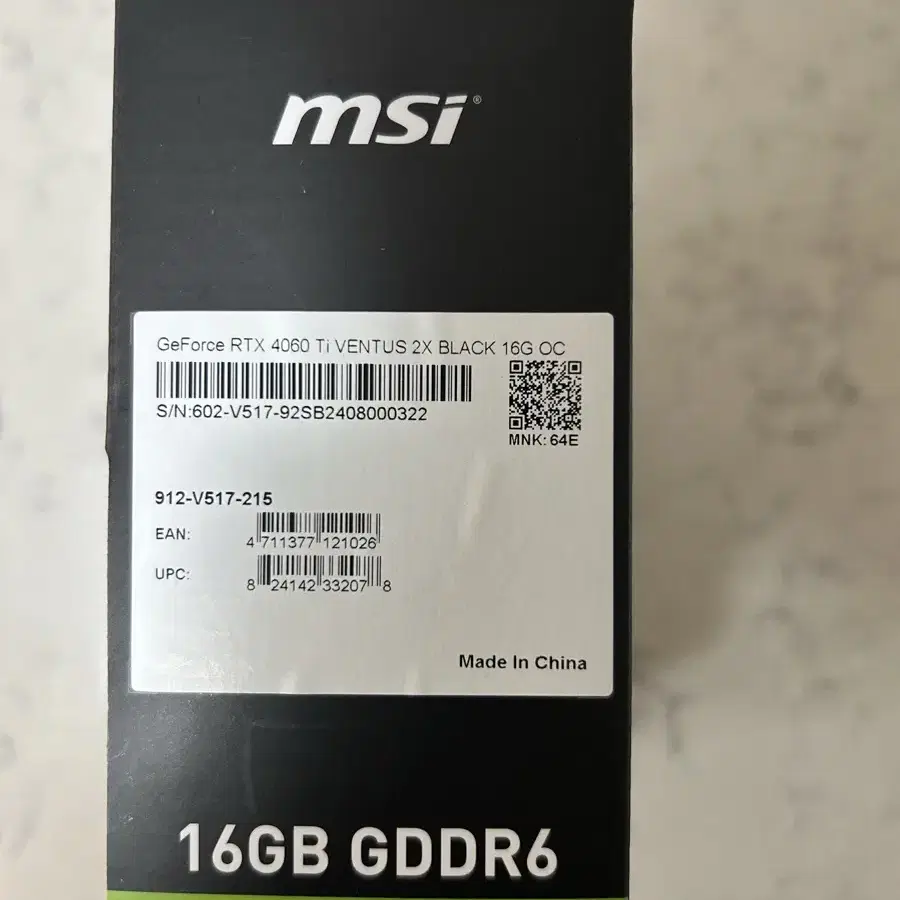 msi®
GeForce RTX 4060 Ti VENTUS 2X BLACK 16G OC
S/N:602-V517-92SB2408000322
MNK: 64E
912-V517-215
EAN: 4 711377 121026
UPC: 8 24142 33207 8
Made In China
16GB GDDR6